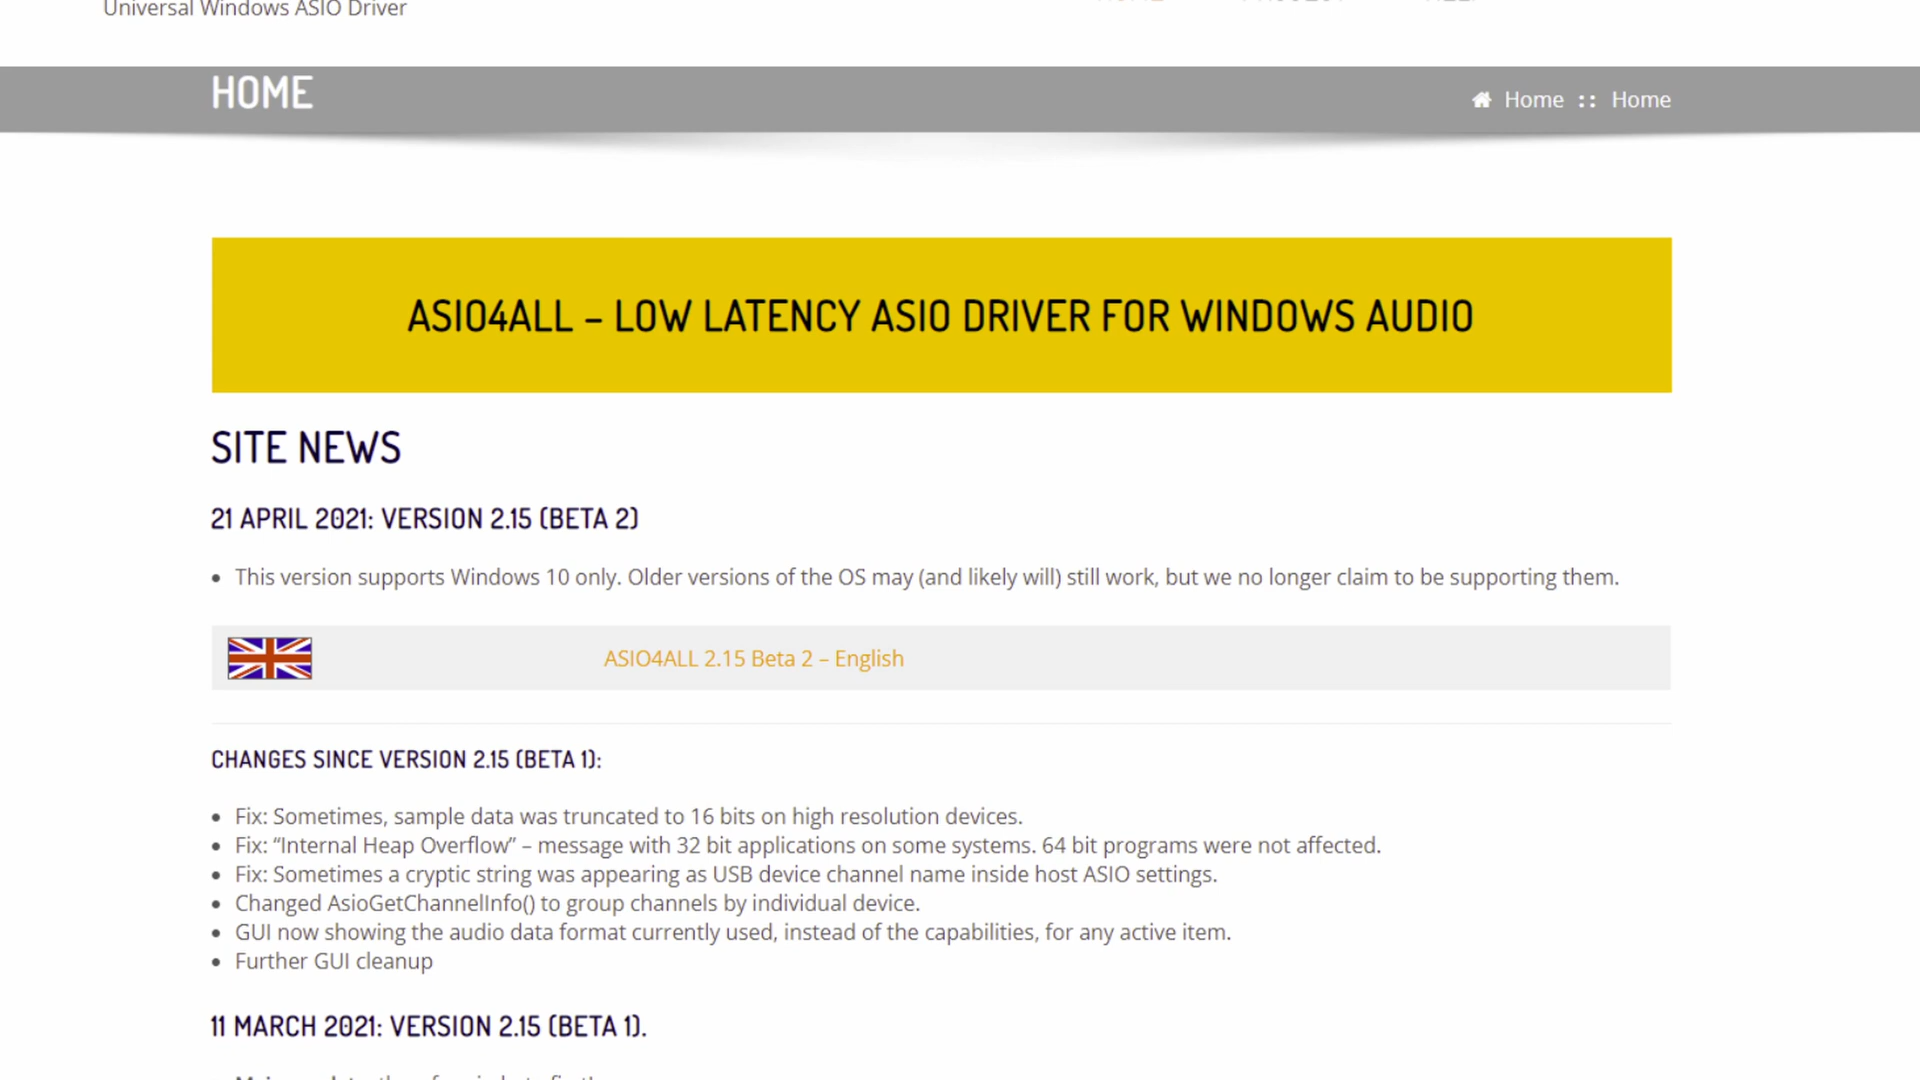 Universal Windows ASIO Driver
HOME
Home :: Home
ASIO4ALL – LOW LATENCY ASIO DRIVER FOR WINDOWS AUDIO
SITE NEWS
21 APRIL 2021: VERSION 2.15 (BETA 2)
• This version supports Windows 10 only. Older versions of the OS may (and likely will) still work, but we no longer claim to be supporting them.
ASIO4ALL 2.15 Beta 2 – English
CHANGES SINCE VERSION 2.15 (BETA 1):
• Fix: Sometimes, sample data was truncated to 16 bits on high resolution devices.
• Fix: “Internal Heap Overflow” – message with 32 bit applications on some systems. 64 bit programs were not affected.
• Fix: Sometimes a cryptic string was appearing as USB device channel name inside host ASIO settings.
• Changed AsioGetChannelInfo() to group channels by individual device.
• GUI now showing the audio data format currently used, instead of the capabilities, for any active item.
• Further GUI cleanup
11 MARCH 2021: VERSION 2.15 (BETA 1).